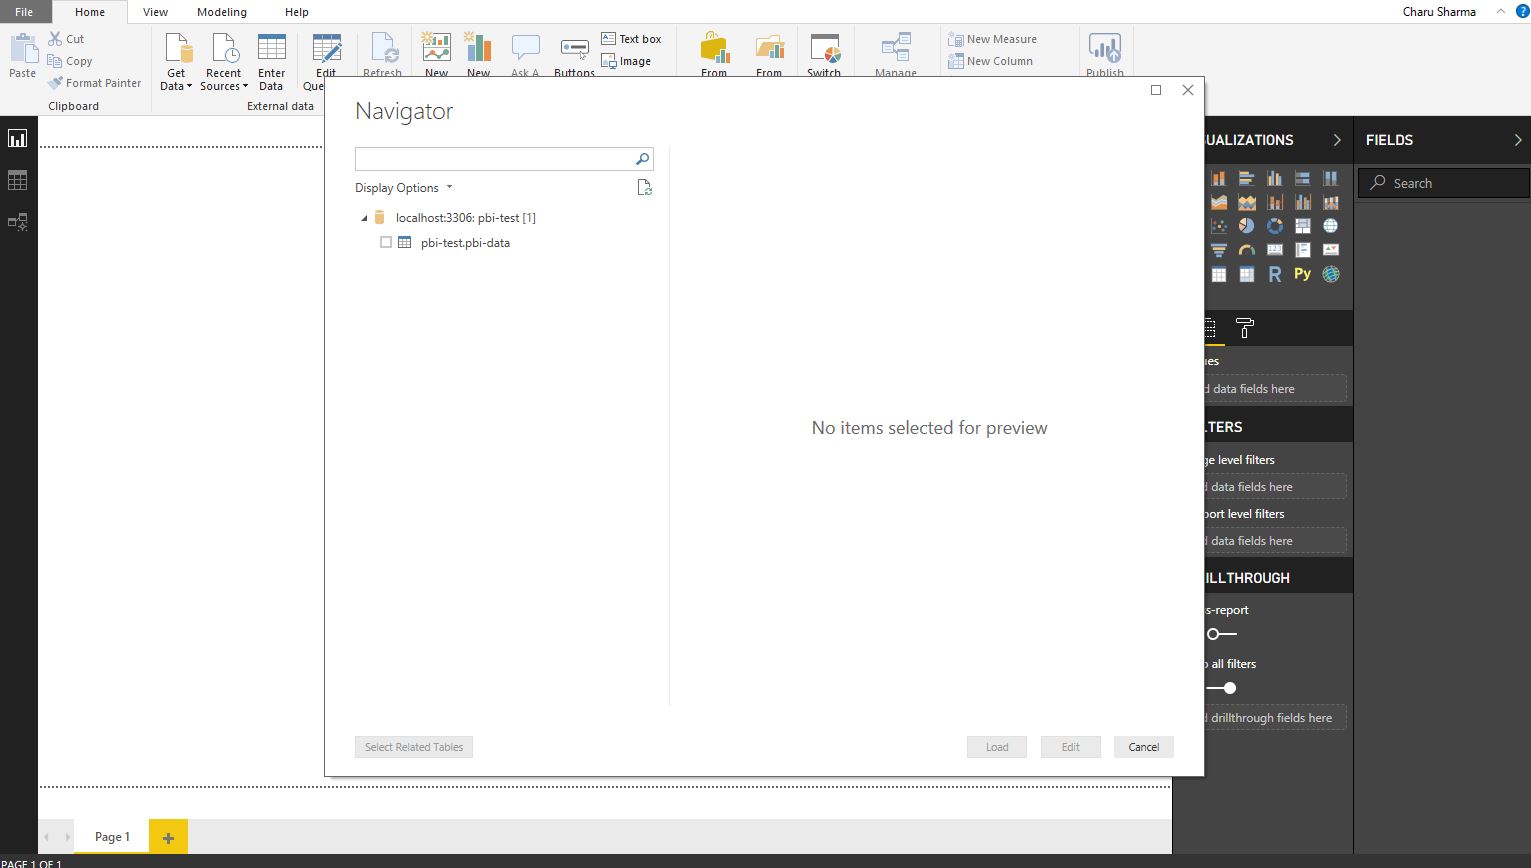 File Home View Modeling Help Charu Sharma ?
Paste
Cut
Copy
Format Painter
Clipboard
Get Data
Recent Sources
Enter Data
Edit
External data
Refresh
New
New
Ask A
Buttons
Text box
Image
From
From
Switch
Manage
New Measure
New Column
Publish
Navigator
Display Options
localhost:3306: pbi-test [1]
pbi-test.pbi-data
No items selected for preview
Select Related Tables
Load
Edit
Cancel
UALIZATIONS
R
Py
ues
d data fields here
LTERS
ge level filters
d data fields here
port level filters
d data fields here
ILLTHROUGH
s-report
p all filters
d drillthrough fields here
FIELDS
Search
Page 1
+
PAGE 1 OF 1